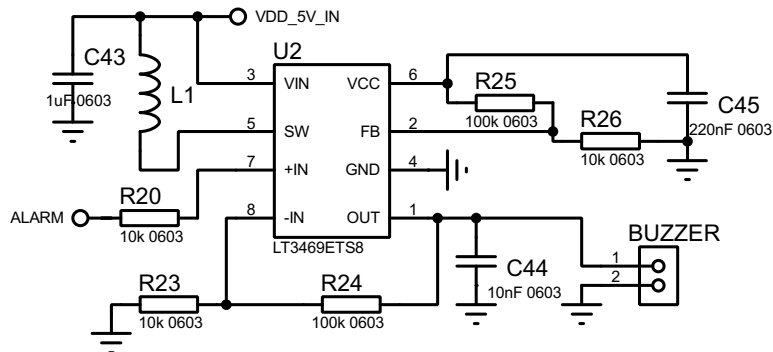 VDD_5V_IN
C43
1uF 0603
L1
U2
3 VIN VCC 6
5 SW FB 2
7 +IN GND 4
8 -IN OUT 1
LT3469ETS8
R25
100k 0603
R26
10k 0603
C45
220nF 0603
ALARM
R20
10k 0603
R23
10k 0603
R24
100k 0603
C44
10nF 0603
BUZZER
1
2